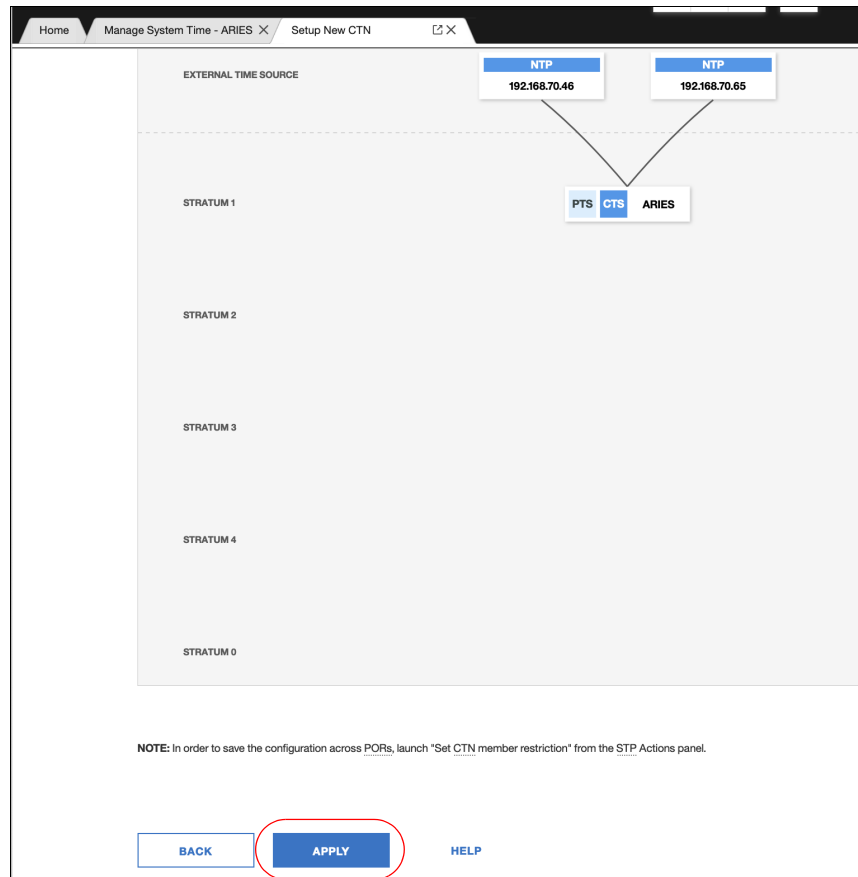 Home
Manage System Time - ARIES
Setup New CTN
EXTERNAL TIME SOURCE
NTP
192.168.70.46
NTP
192.168.70.65
STRATUM 1
PTS CTS ARIES
STRATUM 2
STRATUM 3
STRATUM 4
STRATUM 0
NOTE: In order to save the configuration across PORs, launch "Set CTN member restriction" from the STP Actions panel.
BACK
APPLY
HELP